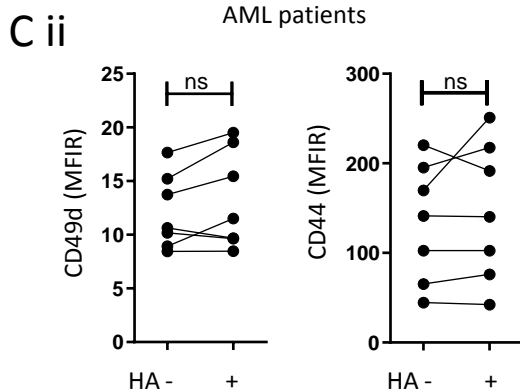 AML patients
C ii
ns
CD49d (MFIR)
25
20
15
10
5
0
HA - +
ns
CD44 (MFIR)
300
200
100
0
HA - +